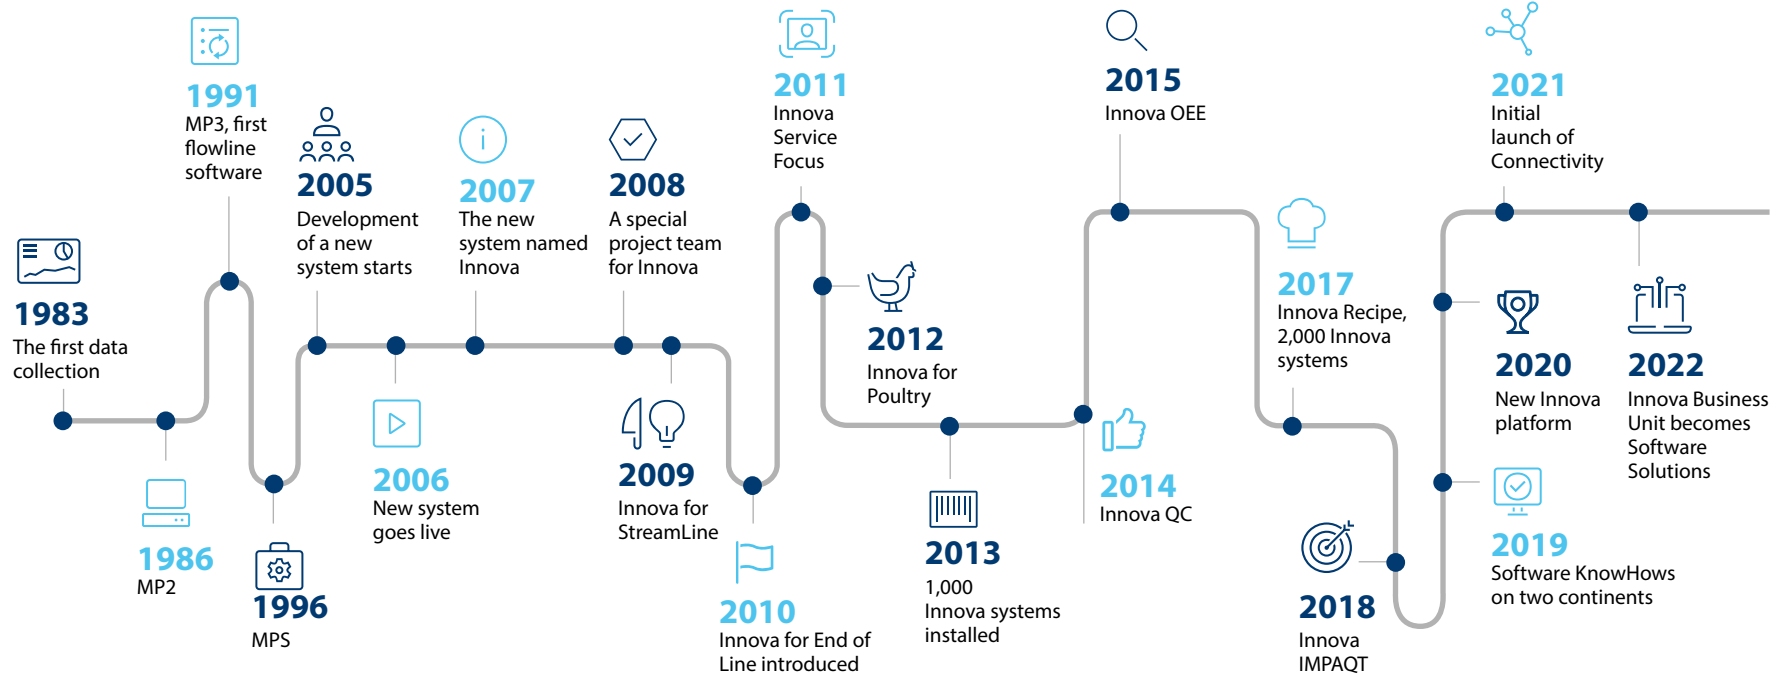 1983
The first data
collection
1986
MP2
1991
MP3, first
flowline
software
1996
MPS
2005
Development
of a new
system starts
2006
New system
goes live
2007
The new
system named
Innova
2008
A special
project team
for Innova
2009
Innova for
StreamLine
2010
Innova for End of
Line introduced
2011
Innova
Service
Focus
2012
Innova for
Poultry
2013
1,000
Innova systems
installed
2014
Innova QC
2015
Innova OEE
2017
Innova Recipe,
2,000 Innova
systems
2018
Innova
IMPAQT
2019
Software KnowHows
on two continents
2020
New Innova
platform
2021
Initial
launch of
Connectivity
2022
Innova Business
Unit becomes
Software
Solutions